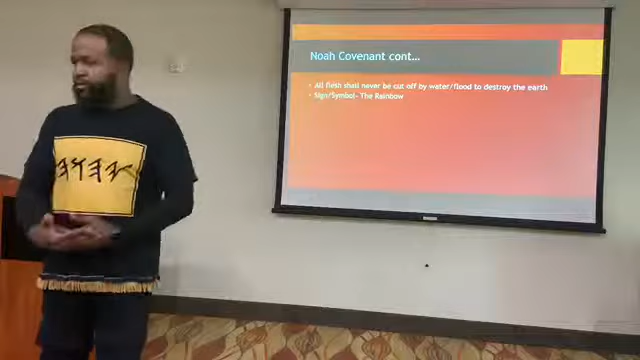 Noah Covenant cont...
All flesh shall never be cut off by water/flood to destroy the earth
Sign/Symbol- The Rainbow
𐤉𐤄𐤅𐤄